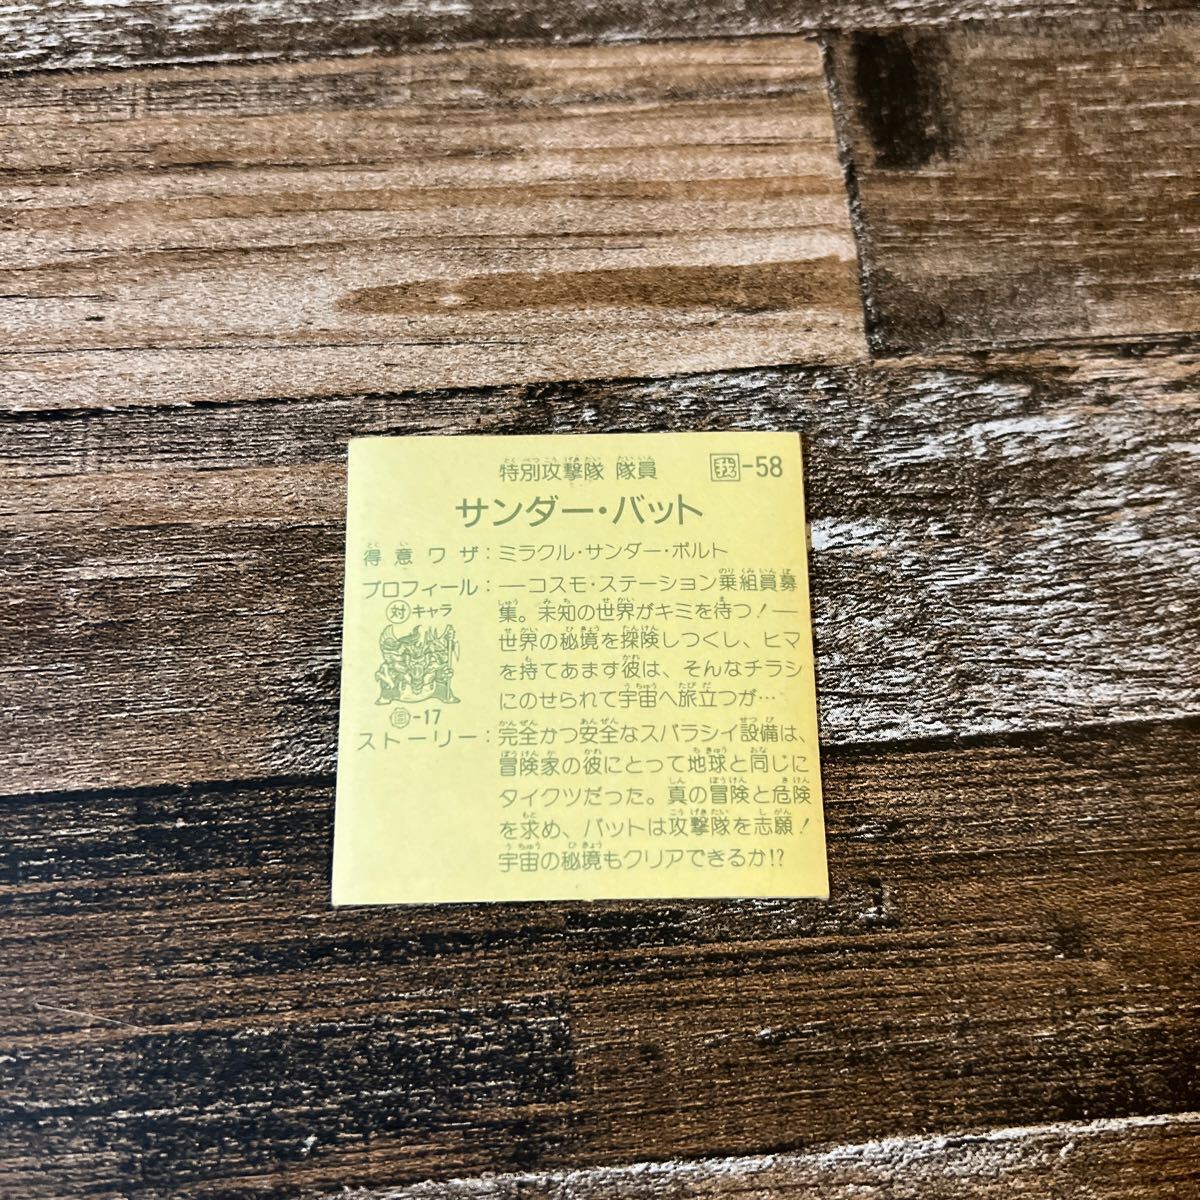 特別攻撃隊 隊員
我-58
サンダー・バット
得意ワザ：ミラクル・サンダー・ボルト
プロフィール：――コスモ・ステーション乗組員募
集。未知の世界がキミを待つ！――
世界の秘境を探険しつくし、ヒマ
を持てあます彼は、そんなチラシ
にのせられて宇宙へ旅立つが…
対キャラ
-17
ストーリー：完全かつ安全なスバラシイ設備は、
冒険家の彼にとって地球と同じに
タイクツだった。真の冒険と危険
を求め、バットは攻撃隊を志願！
宇宙の秘境もクリアできるか!?